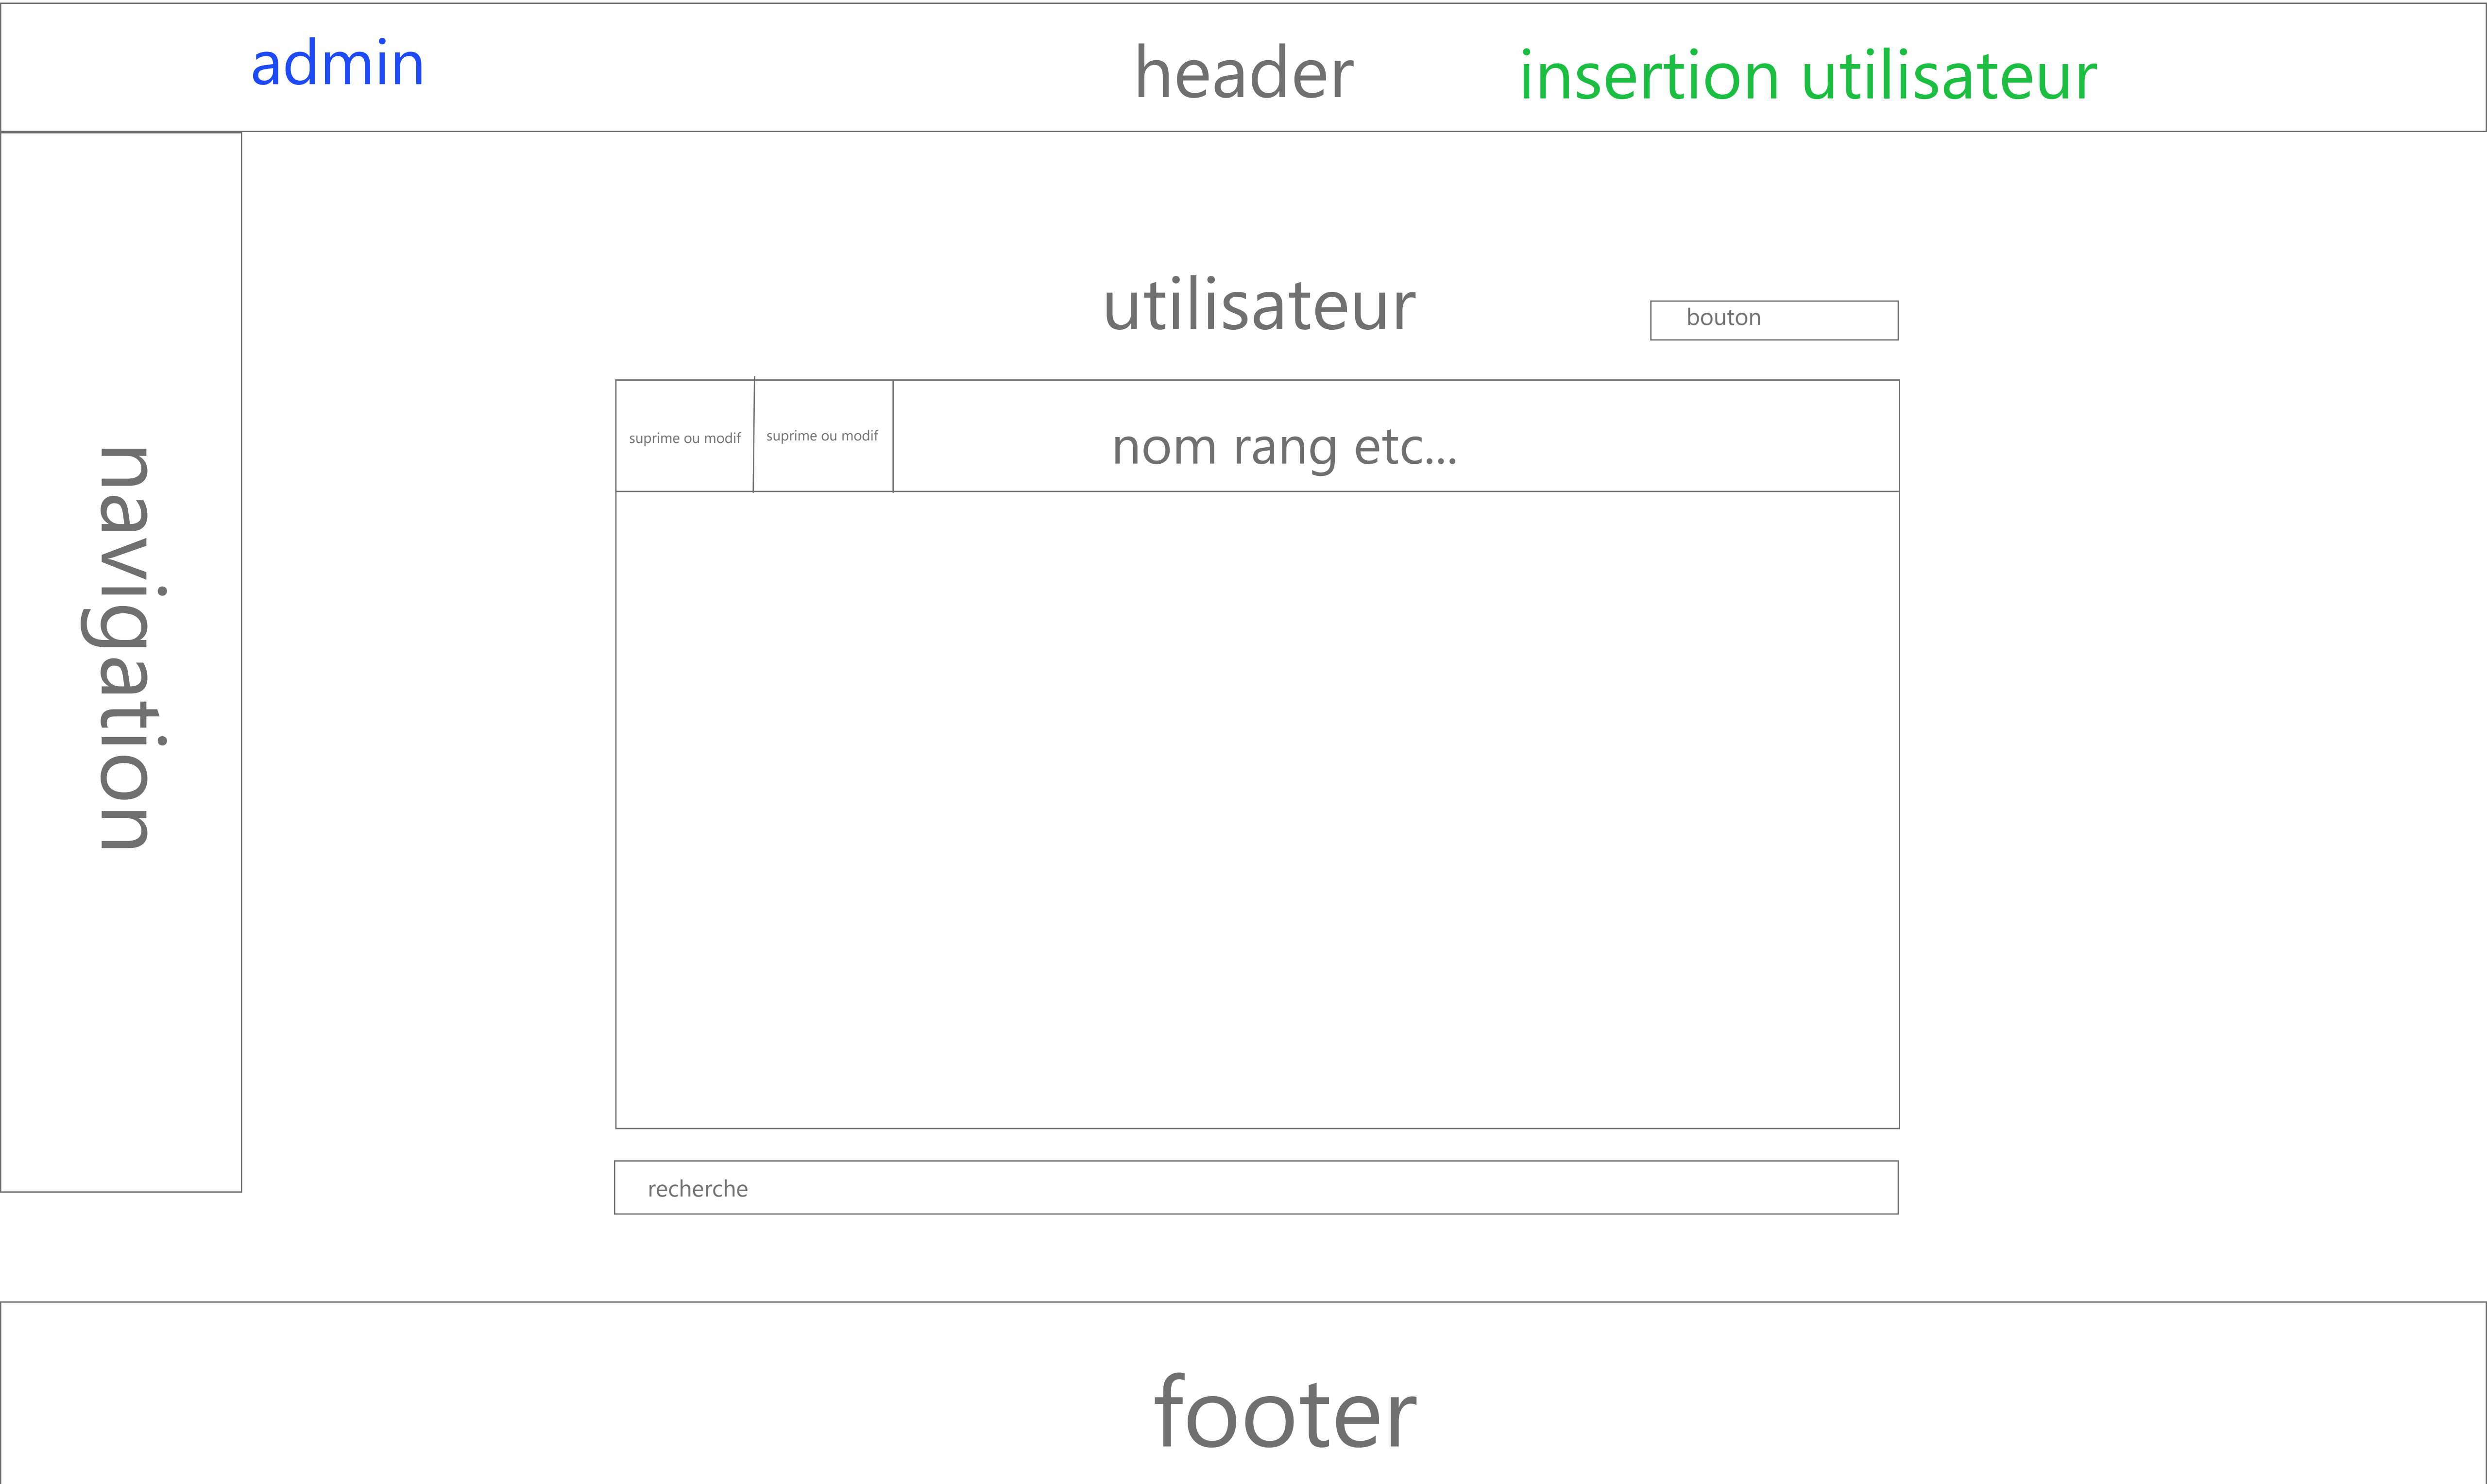 admin
header
insertion utilisateur
navigation
utilisateur
bouton
suprime ou modif
suprime ou modif
nom rang etc...
recherche
footer